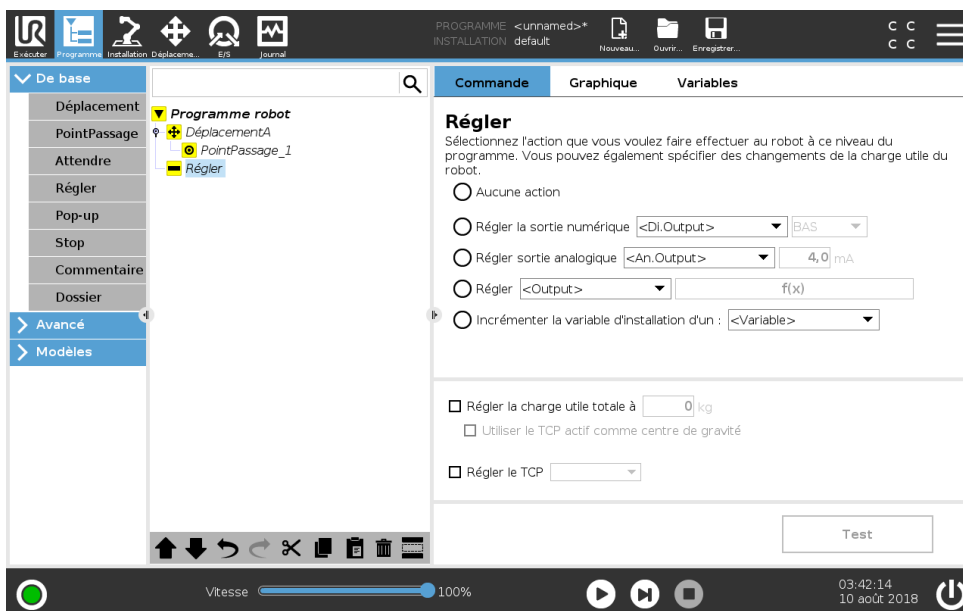 PROGRAMME <unnamed>*
INSTALLATION default
C C
C C
Exécuter
Programme
Installation
Déplaceme...
E/S
Journal
Nouveau...
Ouvrir...
Enregistrer...
De base
Déplacement
PointPassage
Attendre
Régler
Pop-up
Stop
Commentaire
Dossier
Avancé
Modèles
Programme robot
DéplacementA
PointPassage_1
Régler
Commande Graphique Variables
Régler
Sélectionnez l'action que vous voulez faire effectuer au robot à ce niveau du
programme. Vous pouvez également spécifier des changements de la charge utile du
robot.
Aucune action
Régler la sortie numérique <Di.Output> BAS
Régler sortie analogique <An.Output> 4,0 mA
Régler <Output> f(x)
Incrémenter la variable d'installation d'un : <Variable>
Régler la charge utile totale à 0 kg
Utiliser le TCP actif comme centre de gravité
Régler le TCP
Test
Vitesse 100%
03:42:14
10 août 2018